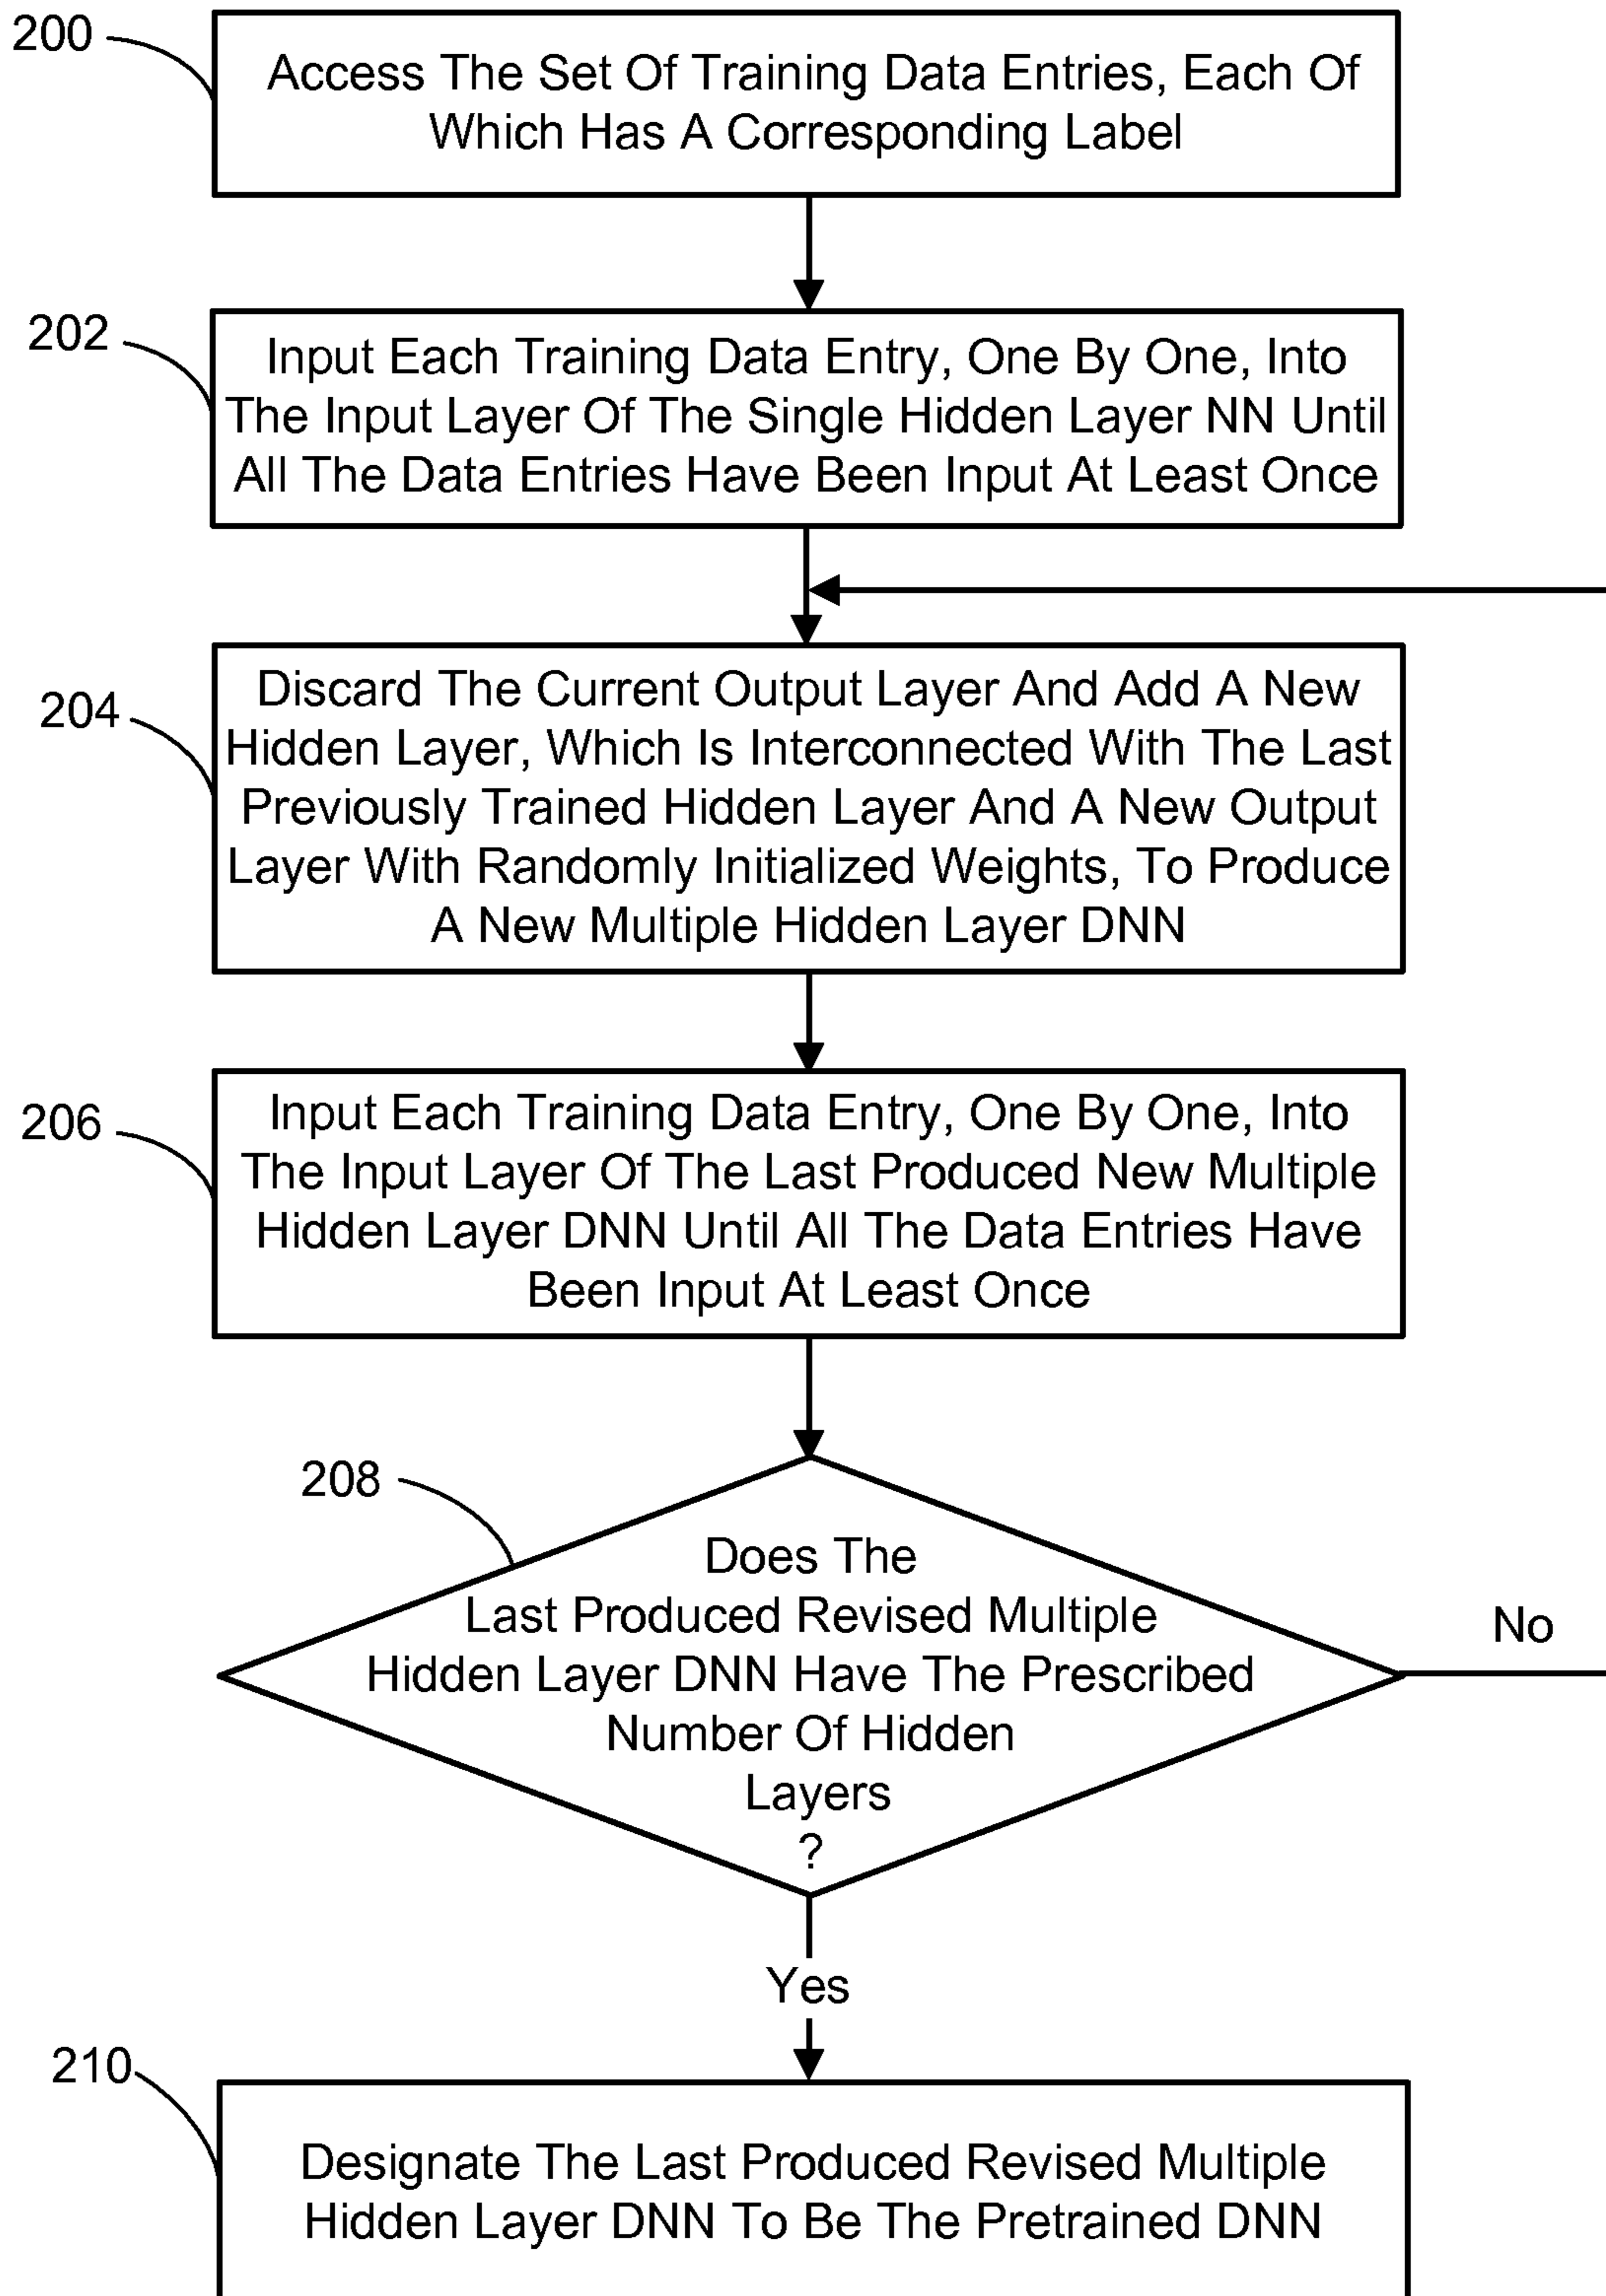 200
Access The Set Of Training Data Entries, Each Of
Which Has A Corresponding Label
202
Input Each Training Data Entry, One By One, Into
The Input Layer Of The Single Hidden Layer NN Until
All The Data Entries Have Been Input At Least Once
204
Discard The Current Output Layer And Add A New
Hidden Layer, Which Is Interconnected With The Last
Previously Trained Hidden Layer And A New Output
Layer With Randomly Initialized Weights, To Produce
A New Multiple Hidden Layer DNN
206
Input Each Training Data Entry, One By One, Into
The Input Layer Of The Last Produced New Multiple
Hidden Layer DNN Until All The Data Entries Have
Been Input At Least Once
208
Does The
Last Produced Revised Multiple
Hidden Layer DNN Have The Prescribed
Number Of Hidden
Layers
?
No
Yes
210
Designate The Last Produced Revised Multiple
Hidden Layer DNN To Be The Pretrained DNN